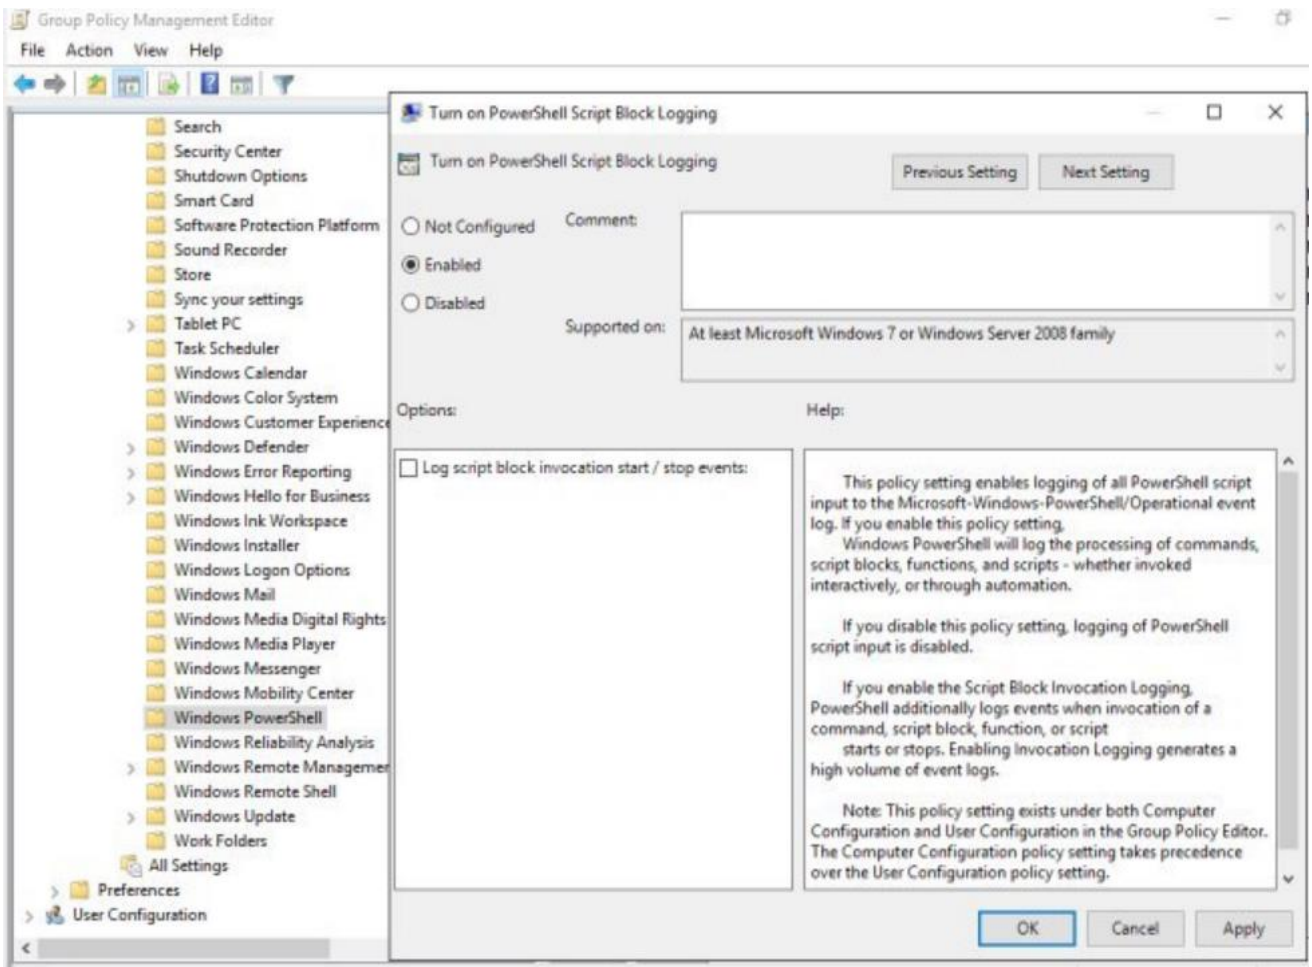 Group Policy Management Editor
File Action View Help
Search
Security Center
Shutdown Options
Smart Card
Software Protection Platform
Sound Recorder
Store
Sync your settings
Tablet PC
Task Scheduler
Windows Calendar
Windows Color System
Windows Customer Experience
Windows Defender
Windows Error Reporting
Windows Hello for Business
Windows Ink Workspace
Windows Installer
Windows Logon Options
Windows Mail
Windows Media Digital Rights
Windows Media Player
Windows Messenger
Windows Mobility Center
Windows PowerShell
Windows Reliability Analysis
Windows Remote Managemer
Windows Remote Shell
Windows Update
Work Folders
All Settings
Preferences
User Configuration
Turn on PowerShell Script Block Logging
Turn on PowerShell Script Block Logging
Previous Setting Next Setting
Not Configured
Enabled
Disabled
Comment:
Supported on:
At least Microsoft Windows 7 or Windows Server 2008 family
Options:
Log script block invocation start / stop events:
Help:
This policy setting enables logging of all PowerShell script
input to the Microsoft-Windows-PowerShell/Operational event
log. If you enable this policy setting,
Windows PowerShell will log the processing of commands,
script blocks, functions, and scripts - whether invoked
interactively, or through automation.
If you disable this policy setting, logging of PowerShell
script input is disabled.
If you enable the Script Block Invocation Logging,
PowerShell additionally logs events when invocation of a
command, script block, function, or script
starts or stops. Enabling Invocation Logging generates a
high volume of event logs.
Note: This policy setting exists under both Computer
Configuration and User Configuration in the Group Policy Editor.
The Computer Configuration policy setting takes precedence
over the User Configuration policy setting.
OK Cancel Apply